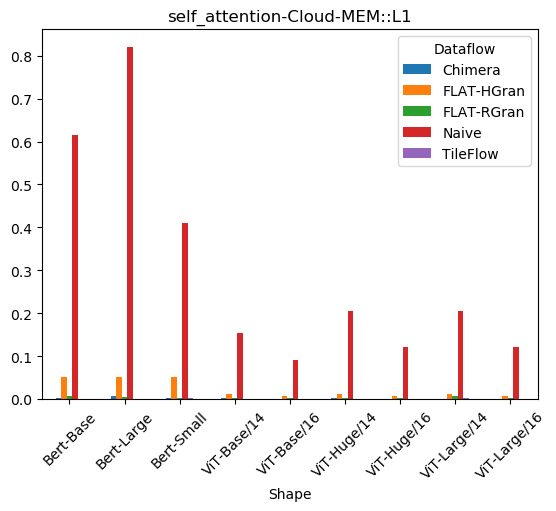 self_attention-Cloud-MEM::L1
Dataflow
Chimera
FLAT-HGran
FLAT-RGran
Naive
TileFlow
0.8
0.7
0.6
0.5
0.4
0.3
0.2
0.1
0.0
Bert-Base
Bert-Large
Bert-Small
ViT-Base/14
ViT-Base/16
ViT-Huge/14
ViT-Huge/16
ViT-Large/14
ViT-Large/16
Shape